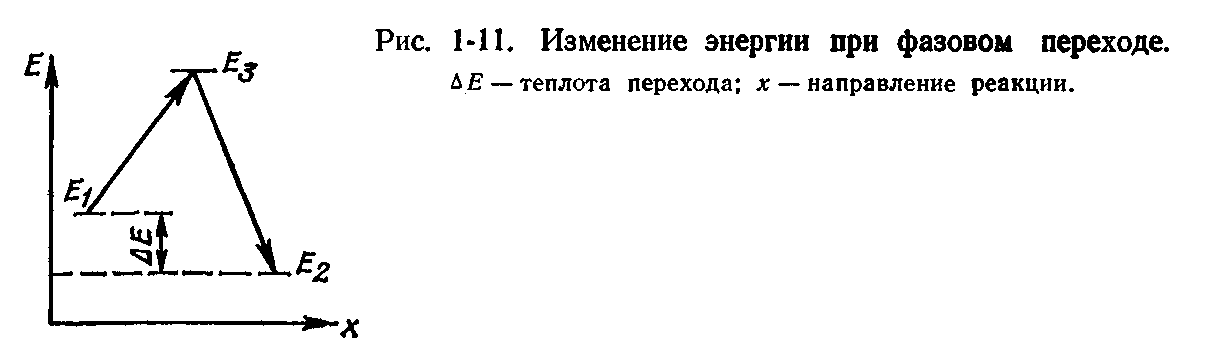 Рис. 1-11. Изменение энергии при фазовом переходе.
ΔE — теплота перехода; x — направление реакции.
E
E3
E1
ΔE
E2
x